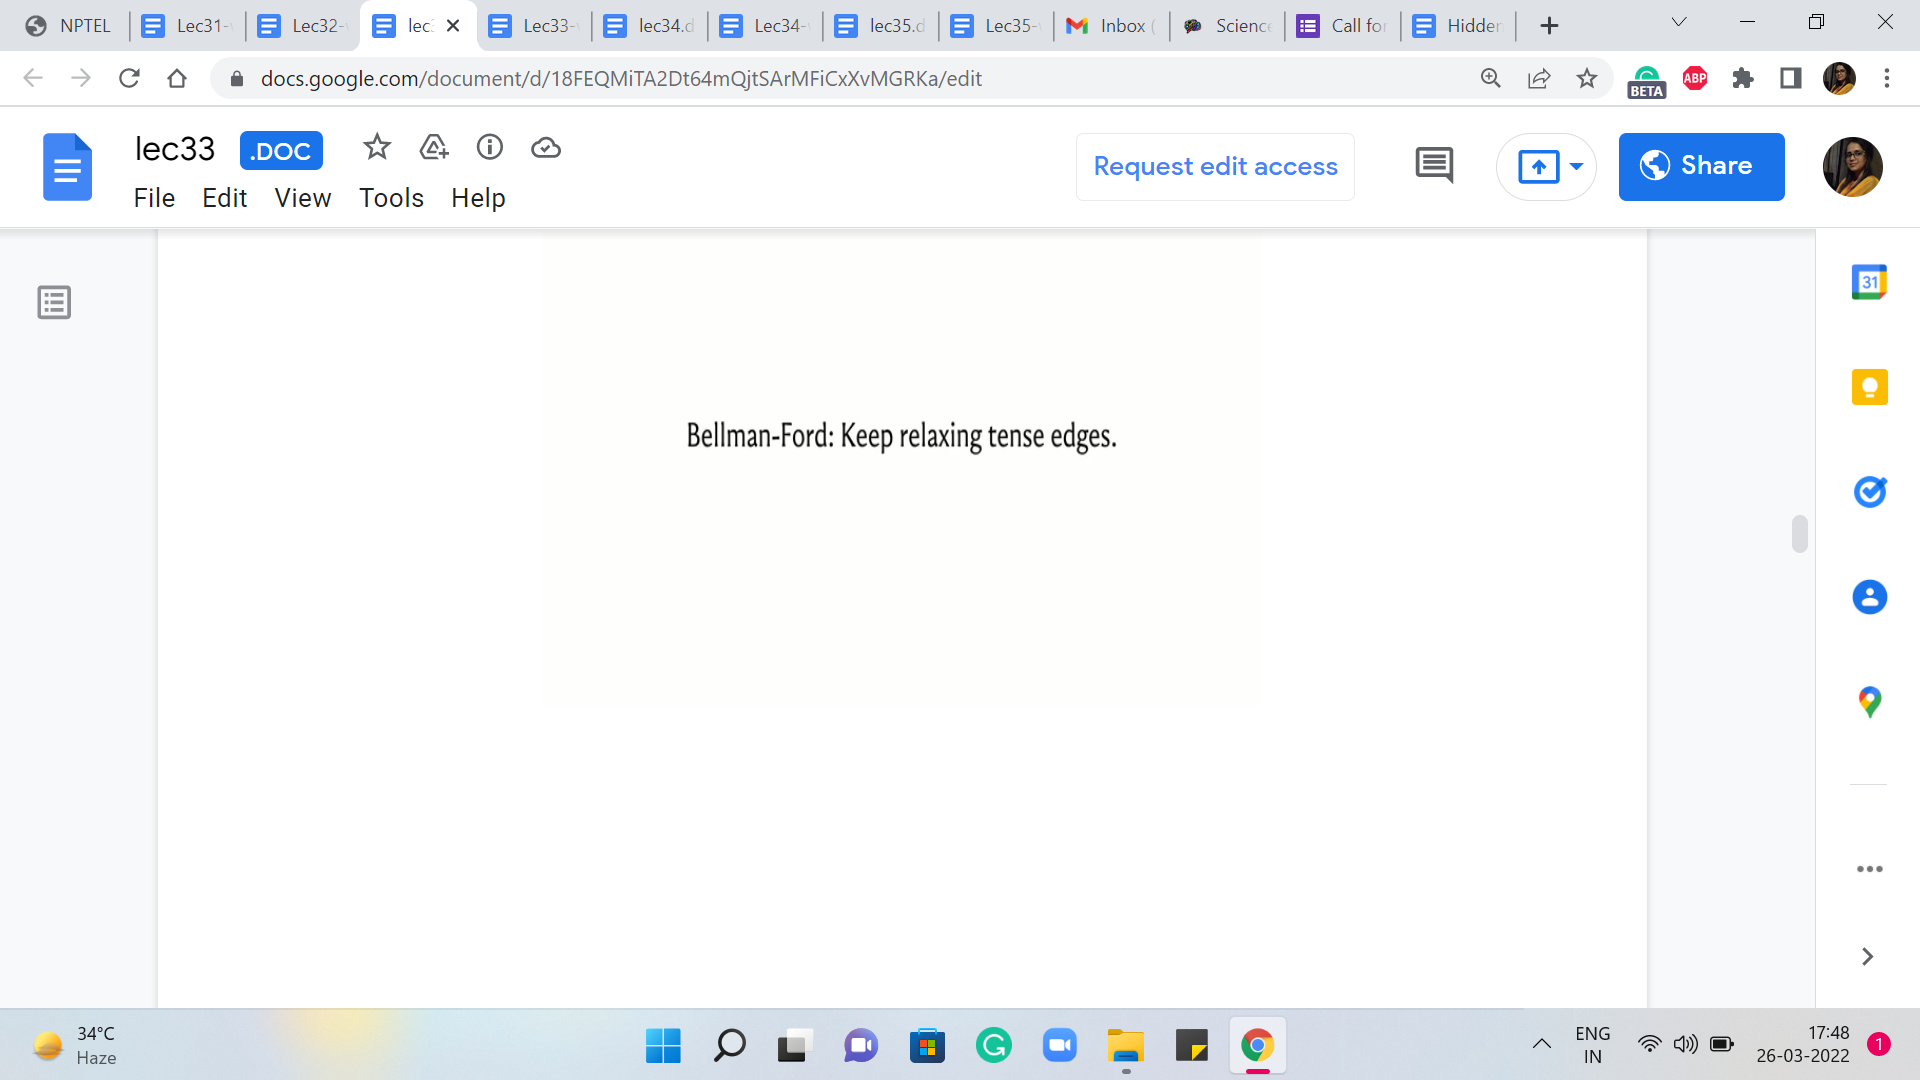 NPTEL
Lec31-
Lec32-
lec
Lec33-
lec34.d
Lec34-
lec35.d
Lec35-
Inbox (
Science
Call for
Hidden
docs.google.com/document/d/18FEQMiTA2Dt64mQjtSArMFiCxXvMGRKa/edit
BETA
ABP
lec33
.DOC
File Edit View Tools Help
Request edit access
Share
31
Bellman-Ford: Keep relaxing tense edges.
34°C
Haze
ENG
IN
17:48
26-03-2022
1